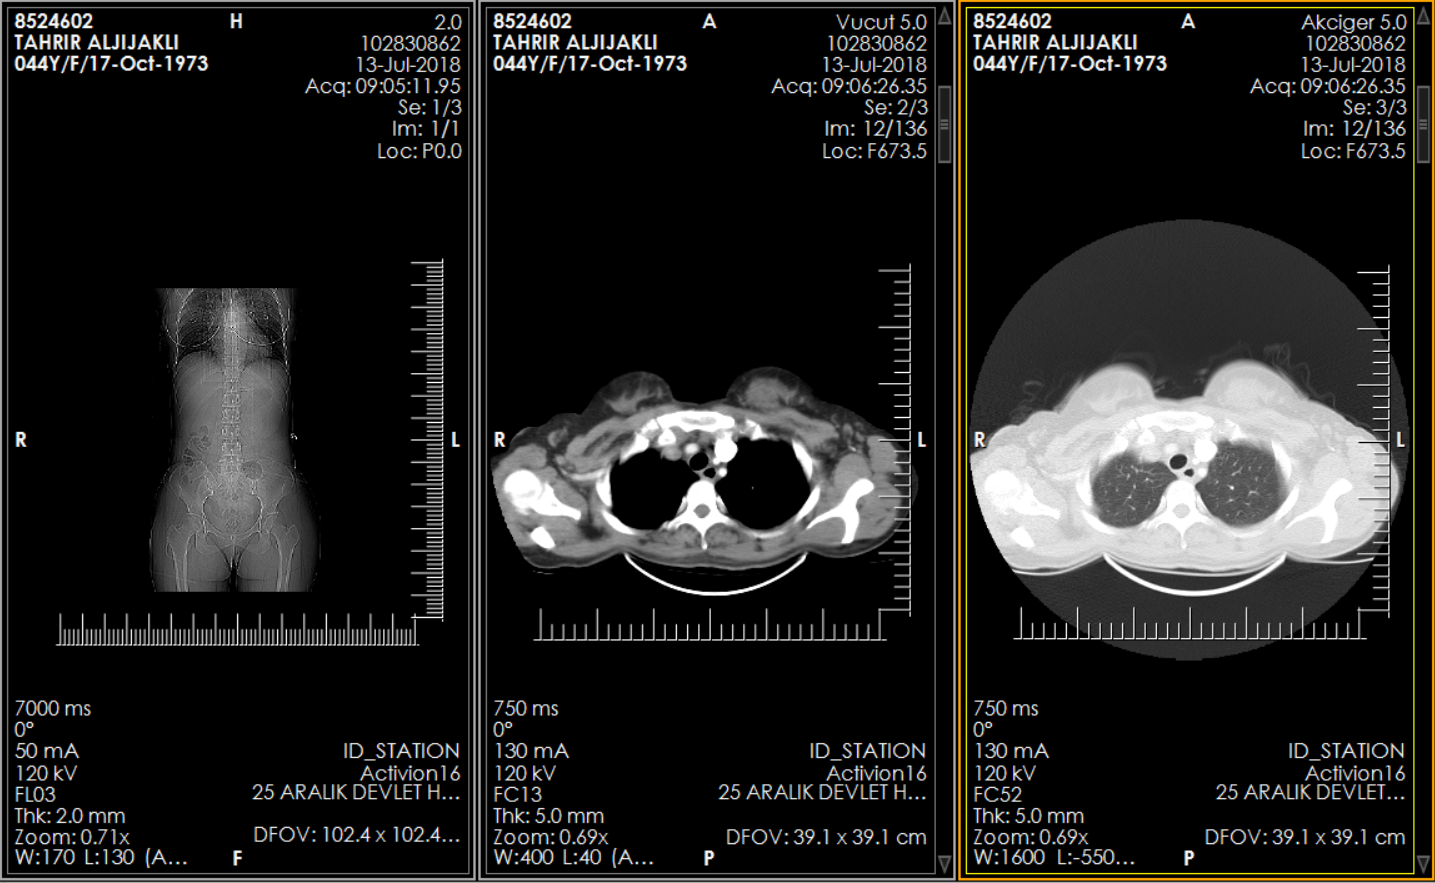 8524602
H
2.0
TAHRIR ALJIJAKLI
102830862
044Y/F/17-Oct-1973
13-Jul-2018
Acq: 09:05:11.95
Se: 1/3
Im: 1/1
Loc: P0.0
R
L
7000 ms
0°
50 mA
ID_STATION
120 kV
Activion16
FL03
25 ARALIK DEVLET H...
Thk: 2.0 mm
Zoom: 0.71x
DFOV: 102.4 x 102.4...
W:170 L:130 (A...
F
8524602
A
Vucut 5.0
TAHRIR ALJIJAKLI
102830862
044Y/F/17-Oct-1973
13-Jul-2018
Acq: 09:06:26.35
Se: 2/3
Im: 12/136
Loc: F673.5
R
L
750 ms
0°
130 mA
ID_STATION
120 kV
Activion16
FC13
25 ARALIK DEVLET H...
Thk: 5.0 mm
Zoom: 0.69x
DFOV: 39.1 x 39.1 cm
W:400 L:40 (A...
P
8524602
A
Akciger 5.0
TAHRIR ALJIJAKLI
102830862
044Y/F/17-Oct-1973
13-Jul-2018
Acq: 09:06:26.35
Se: 3/3
Im: 12/136
Loc: F673.5
R
L
750 ms
0°
130 mA
ID_STATION
120 kV
Activion16
FC52
25 ARALIK DEVLET...
Thk: 5.0 mm
Zoom: 0.69x
DFOV: 39.1 x 39.1 cm
W:1600 L:-550...
P